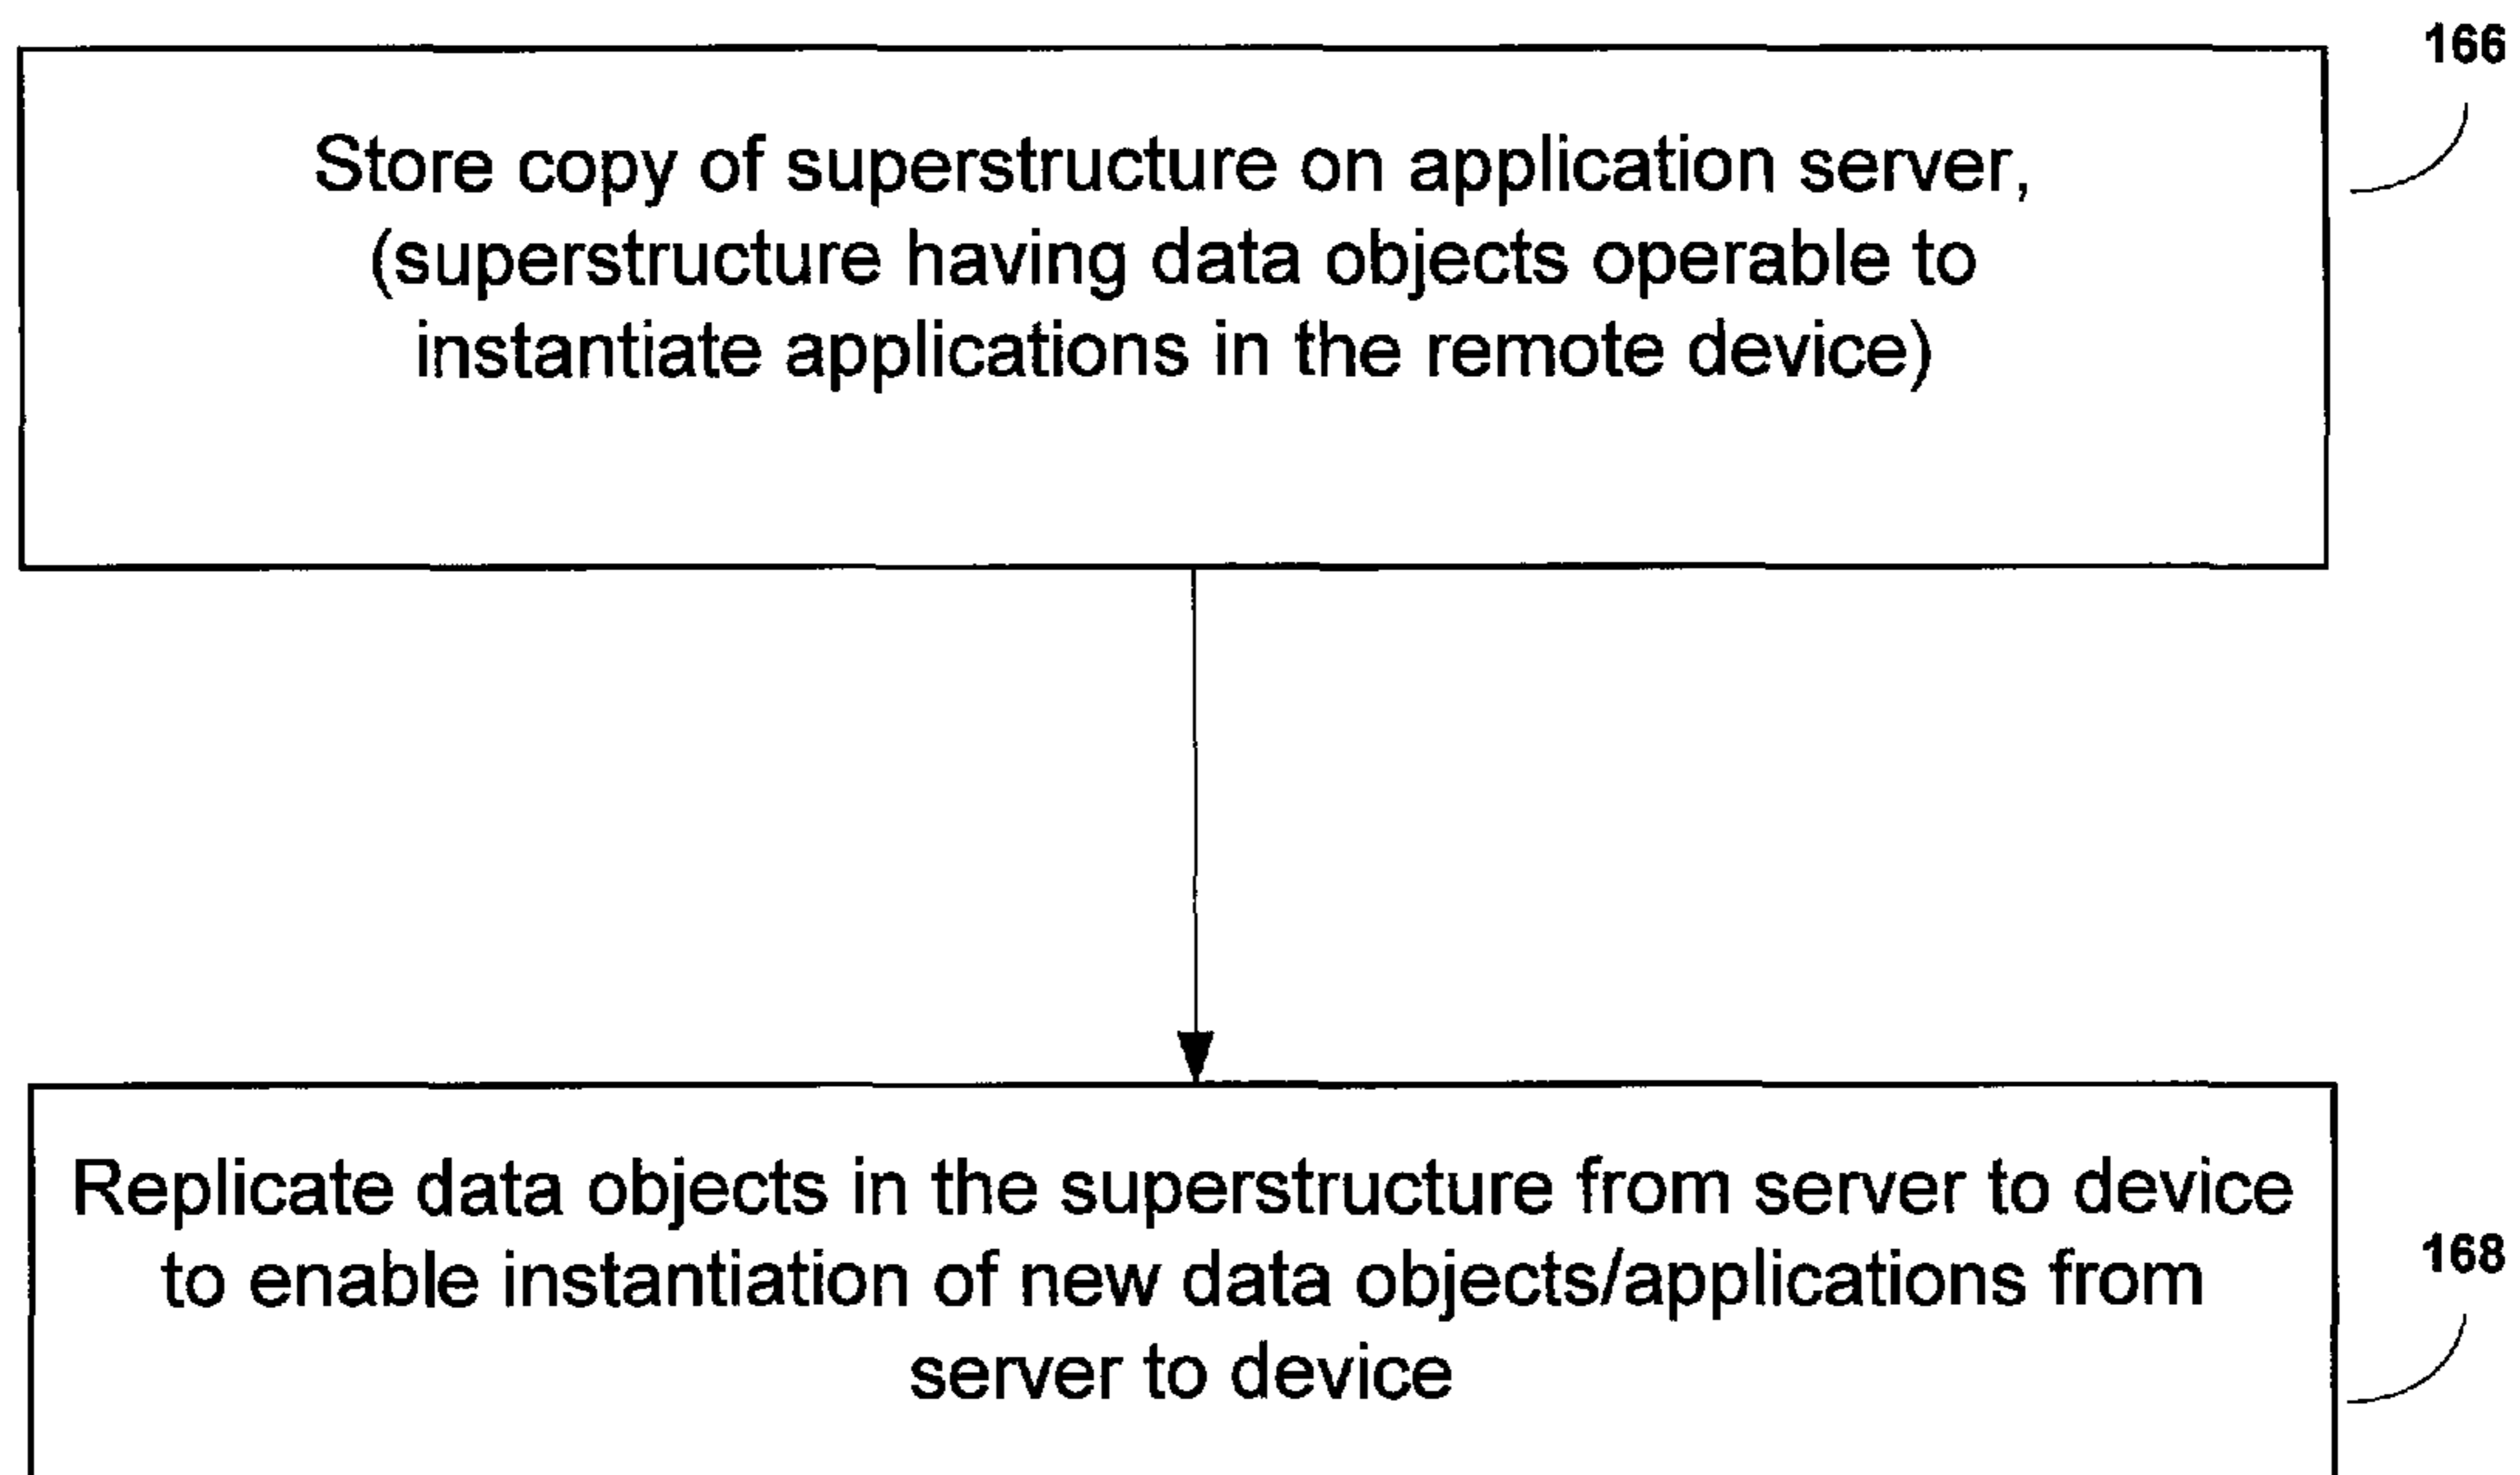 166
Store copy of superstructure on application server,
(superstructure having data objects operable to
instantiate applications in the remote device)
Replicate data objects in the superstructure from server to device
to enable instantiation of new data objects/applications from
server to device
168